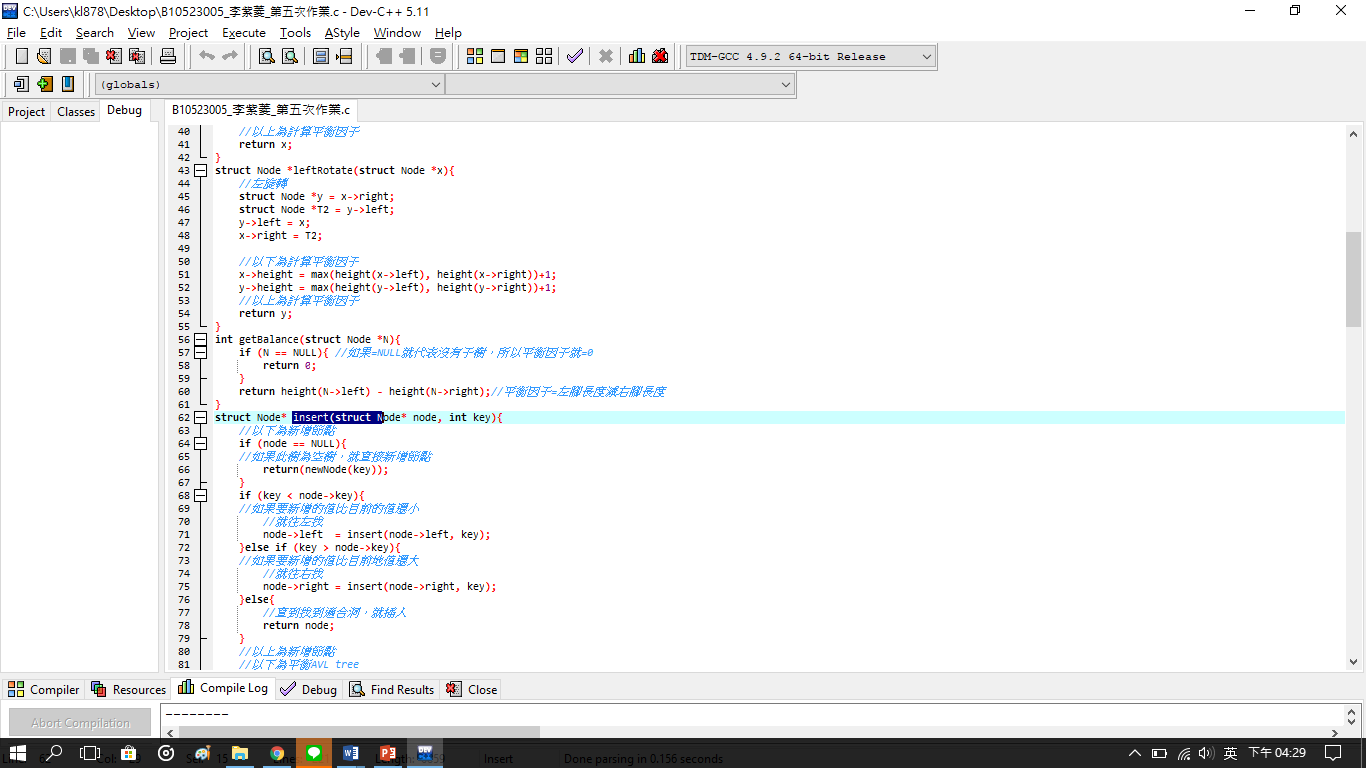 C:\Users\kl878\Desktop\B10523005_李紫菱_第五次作業.c - Dev-C++ 5.11
File Edit Search View Project Execute Tools AStyle Window Help
TDM-GCC 4.9.2 64-bit Release
(globals)
Project Classes Debug
B10523005_李紫菱_第五次作業.c
40 //以上為計算平衡因子
41 return x;
42 }
43 struct Node *leftRotate(struct Node *x){
44 //左旋轉
45 struct Node *y = x->right;
46 struct Node *T2 = y->left;
47 y->left = x;
48 x->right = T2;
49
50 //以下為計算平衡因子
51 x->height = max(height(x->left), height(x->right))+1;
52 y->height = max(height(y->left), height(y->right))+1;
53 //以上為計算平衡因子
54 return y;
55 }
56 int getBalance(struct Node *N){
57 if (N == NULL){ //如果=NULL就代表沒有子樹，所以平衡因子就=0
58 return 0;
59 }
60 return height(N->left) - height(N->right);//平衡因子=左腳長度減右腳長度
61 }
62 struct Node* insert(struct Node* node, int key){
63 //以下為新增節點
64 if (node == NULL){
65 //如果此樹為空樹，就直接新增節點
66 return(newNode(key));
67 }
68 if (key < node->key){
69 //如果要新增的值比目前的值還小
70 //就往左找
71 node->left  = insert(node->left, key);
72 }else if (key > node->key){
73 //如果要新增的值比目前地值還大
74 //就往右找
75 node->right = insert(node->right, key);
76 }else{
77 //直到找到適合洞，就插入
78 return node;
79 }
80 //以上為新增節點
81 //以下為平衡AVL tree
Compiler Resources Compile Log Debug Find Results Close
Abort Compilation
--------
Insert Done parsing in 0.156 seconds
英 下午 04:29